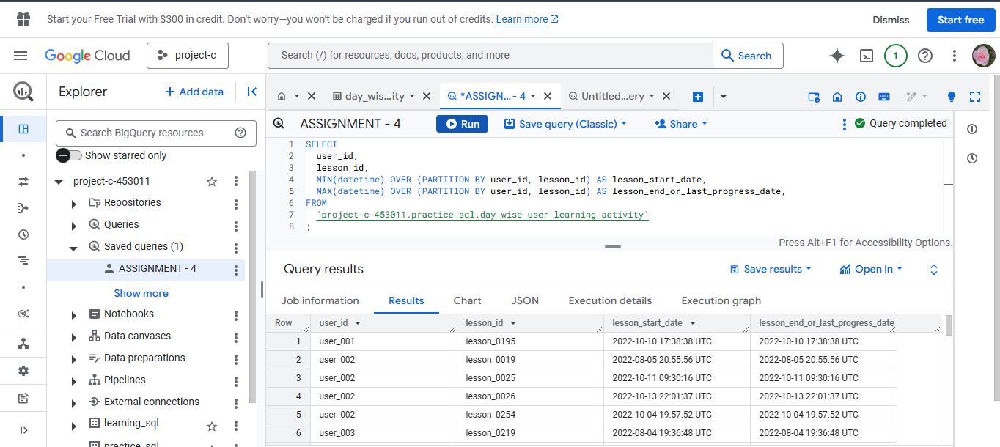 Start your Free Trial with $300 in credit. Don't worry—you won't be charged if you run out of credits. Learn more
Dismiss
Start free
Google Cloud
project-c
Search (/) for resources, docs, products, and more
Search
1
Explorer
+ Add data
day_wis...ity
*ASSIGN... - 4
Untitled...ery
Search BigQuery resources
Show starred only
project-c-453011
Repositories
Queries
Saved queries (1)
ASSIGNMENT - 4
Show more
Notebooks
Data canvases
Data preparations
Pipelines
External connections
learning_sql
practice_sql
ASSIGNMENT - 4
Run
Save query (Classic)
Share
Query completed
1 SELECT
2 user_id,
3 lesson_id,
4 MIN(datetime) OVER (PARTITION BY user_id, lesson_id) AS lesson_start_date,
5 MAX(datetime) OVER (PARTITION BY user_id, lesson_id) AS lesson_end_or_last_progress_date,
6 FROM
7 `project-c-453011.practice_sql.day_wise_user_learning_activity`
8 ;
Press Alt+F1 for Accessibility Options.
Query results
Save results
Open in
Job information
Results
Chart
JSON
Execution details
Execution graph
Row user_id lesson_id lesson_start_date lesson_end_or_last_progress_date
1 user_001 lesson_0195 2022-10-10 17:38:38 UTC 2022-10-10 17:38:38 UTC
2 user_002 lesson_0019 2022-08-05 20:55:56 UTC 2022-08-05 20:55:56 UTC
3 user_002 lesson_0025 2022-10-11 09:30:16 UTC 2022-10-11 09:30:16 UTC
4 user_002 lesson_0026 2022-10-13 22:01:37 UTC 2022-10-13 22:01:37 UTC
5 user_002 lesson_0254 2022-10-04 19:57:52 UTC 2022-10-04 19:57:52 UTC
6 user_003 lesson_0219 2022-08-04 19:36:48 UTC 2022-08-04 19:36:48 UTC